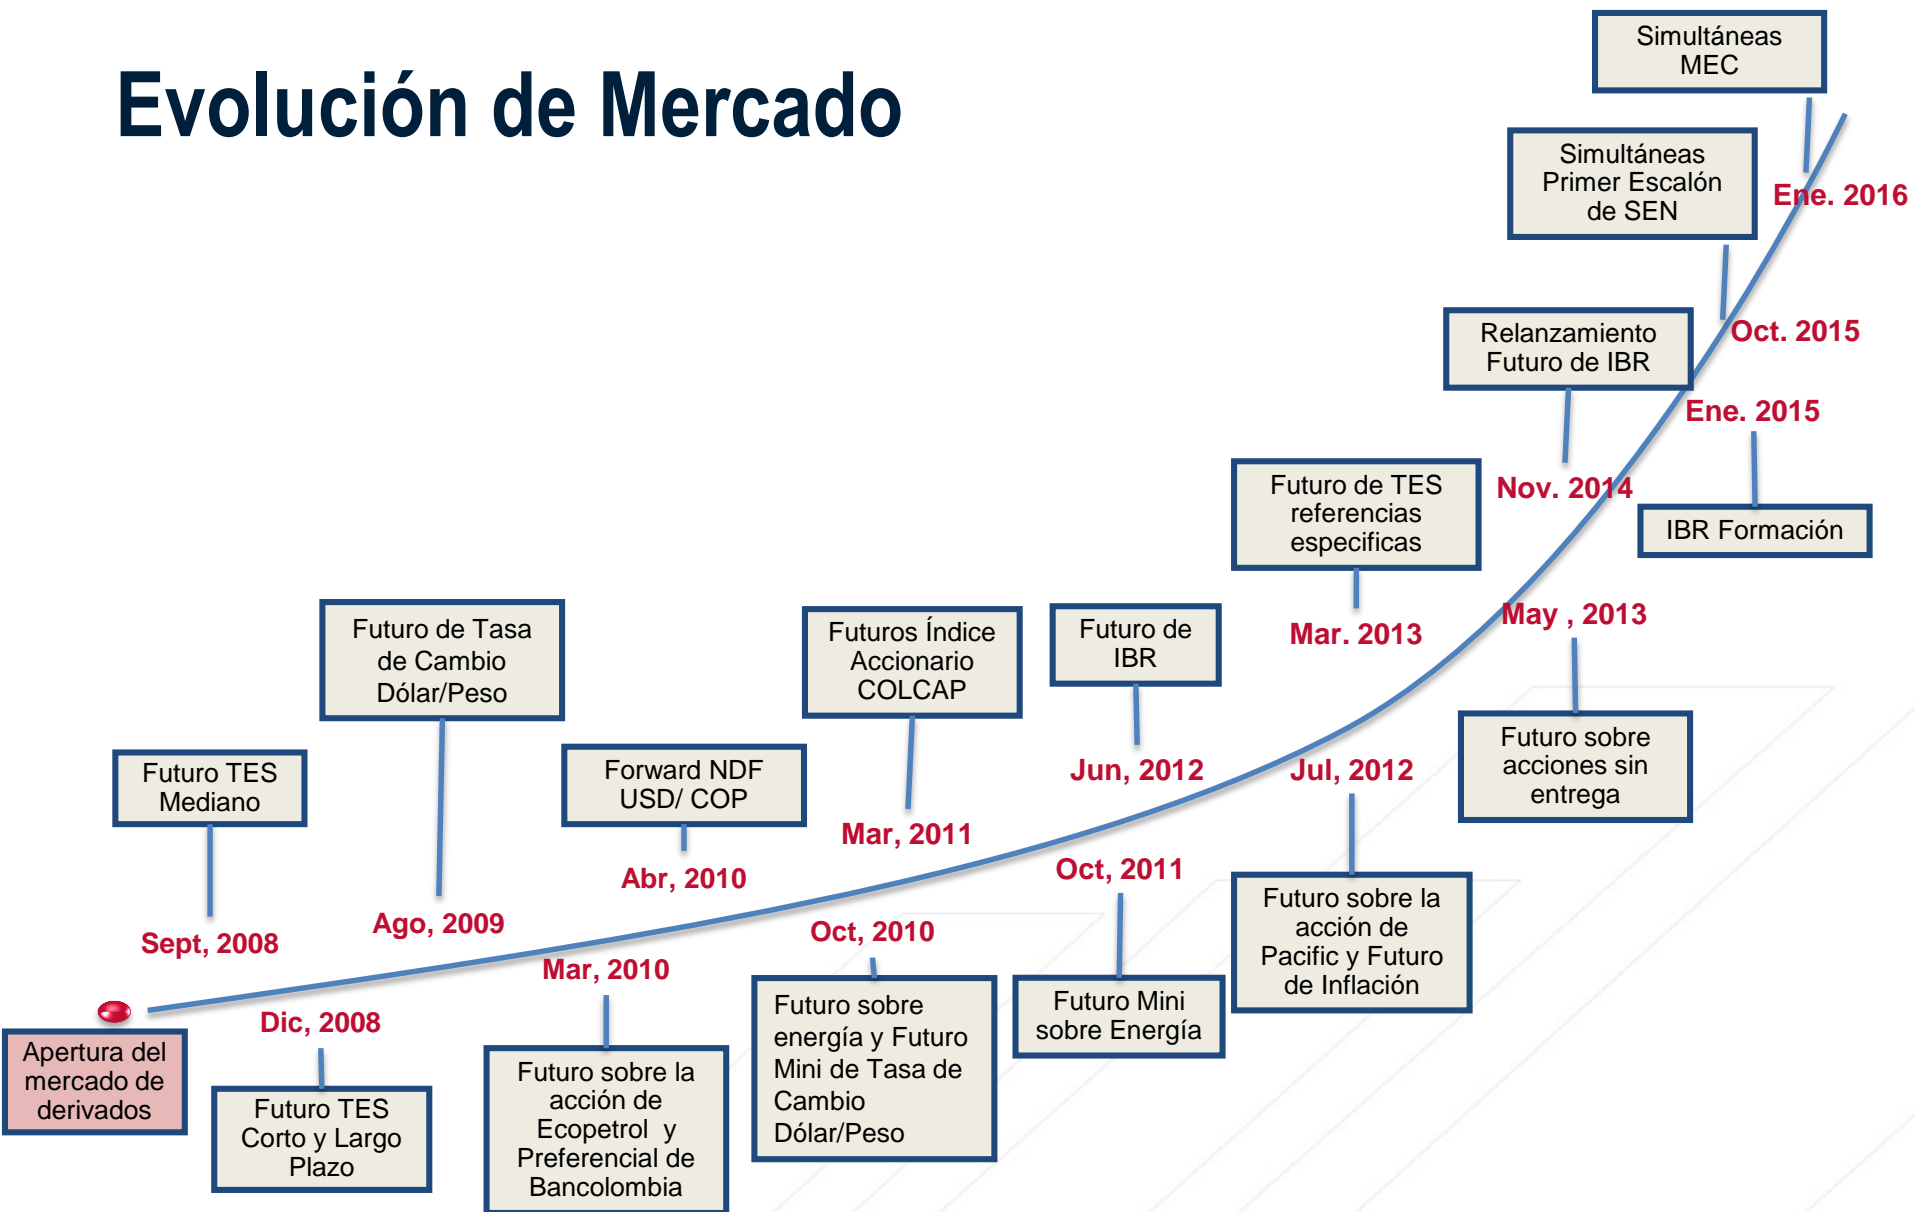 Evolución de Mercado
Simultáneas
MEC
Ene. 2016
Simultáneas
Primer Escalón
de SEN
Oct. 2015
Relanzamiento
Futuro de IBR
Nov. 2014
Ene. 2015
IBR Formación
Futuro de TES
referencias
especificas
Mar. 2013
May , 2013
Futuro sobre
acciones sin
entrega
Futuro de
IBR
Jun, 2012
Jul, 2012
Futuro sobre la
acción de
Pacific y Futuro
de Inflación
Futuros Índice
Accionario
COLCAP
Mar, 2011
Oct, 2011
Futuro Mini
sobre Energía
Forward NDF
USD/ COP
Abr, 2010
Oct, 2010
Futuro sobre
energía y Futuro
Mini de Tasa de
Cambio
Dólar/Peso
Futuro de Tasa
de Cambio
Dólar/Peso
Ago, 2009
Mar, 2010
Futuro sobre la
acción de
Ecopetrol  y
Preferencial de
Bancolombia
Futuro TES
Mediano
Sept, 2008
Dic, 2008
Futuro TES
Corto y Largo
Plazo
Apertura del
mercado de
derivados